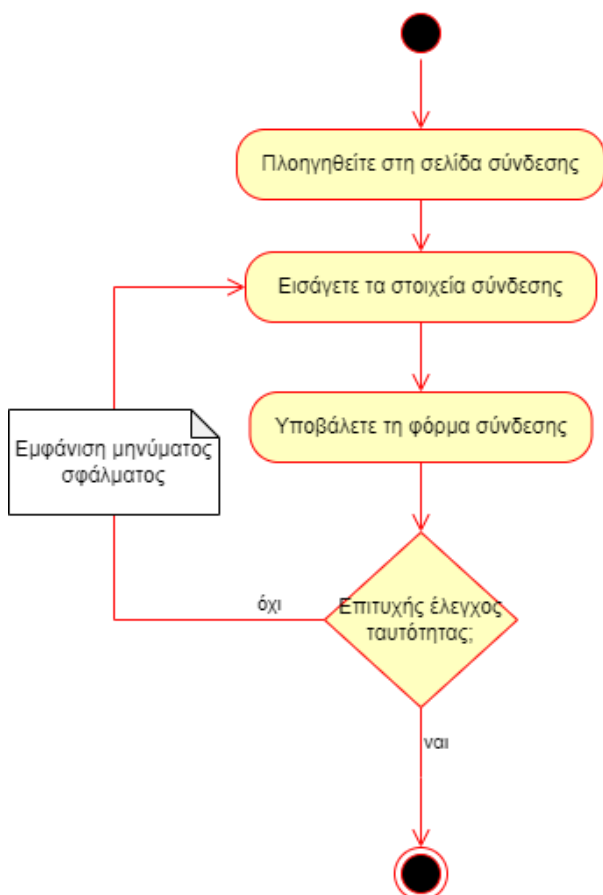 Πλοηγηθείτε στη σελίδα σύνδεσης
Εισάγετε τα στοιχεία σύνδεσης
Υποβάλετε τη φόρμα σύνδεσης
Εμφάνιση μηνύματος
σφάλματος
Επιτυχής έλεγχος
ταυτότητας;
όχι
ναι